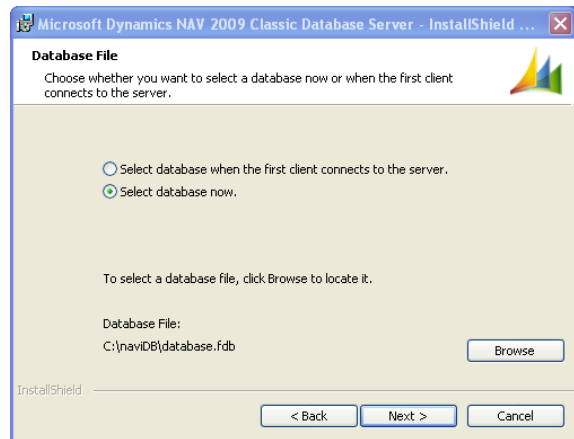 Microsoft Dynamics NAV 2009 Classic Database Server - InstallShield ...
Database File
Choose whether you want to select a database now or when the first client
connects to the server.
Select database when the first client connects to the server.
Select database now.
To select a database file, click Browse to locate it.
Database File:
C:\naviDB\database.fdb
Browse
InstallShield
< Back
Next >
Cancel